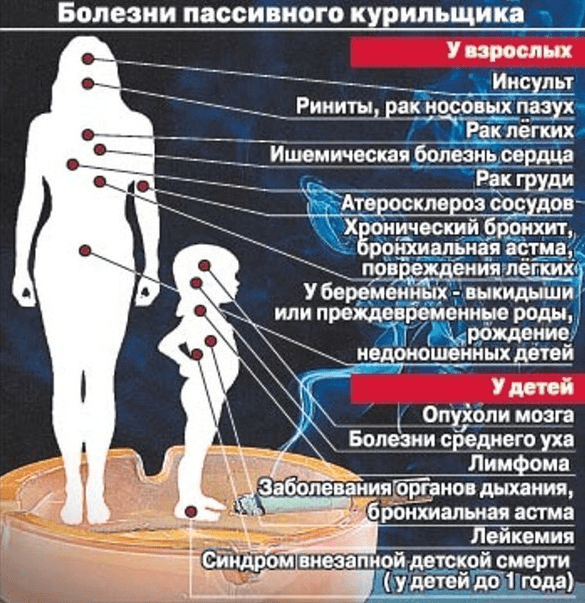 Болезни пассивного курильщика
У взрослых
Инсульт
Риниты, рак носовых пазух
Рак лёгких
Ишемическая болезнь сердца
Рак груди
Атеросклероз сосудов
Хронический бронхит,
бронхиальная астма,
повреждения лёгких
У беременных - выкидыши
или преждевременные роды,
рождение
недоношенных детей
У детей
Опухоли мозга
Болезни среднего уха
Лимфома
Заболевания органов дыхания,
бронхиальная астма
Лейкемия
Синдром внезапной детской смерти
( у детей до 1 года)